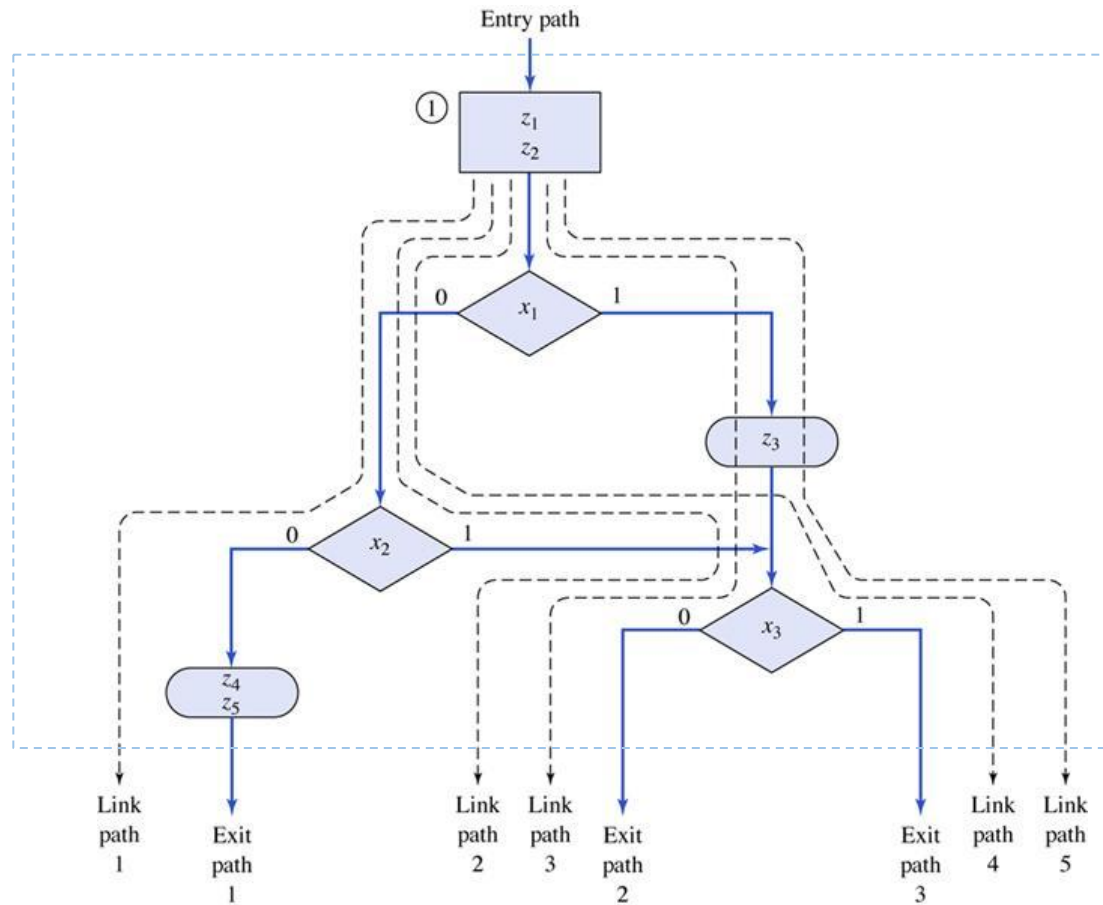 Entry path
1
z1
z2
0
x1
1
z3
0
x2
1
0
x3
1
z4
z5
Link
path
1
Exit
path
1
Link
path
2
Link
path
3
Exit
path
2
Exit
path
3
Link
path
4
Link
path
5